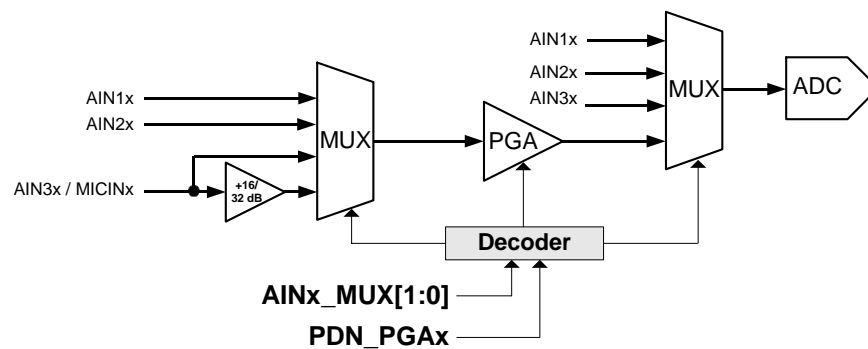 AIN1x
AIN2x
AIN3x
MUX
ADC
AIN1x
AIN2x
MUX
PGA
AIN3x / MICINx
+16/
32 dB
Decoder
AINx_MUX[1:0]
PDN_PGAx